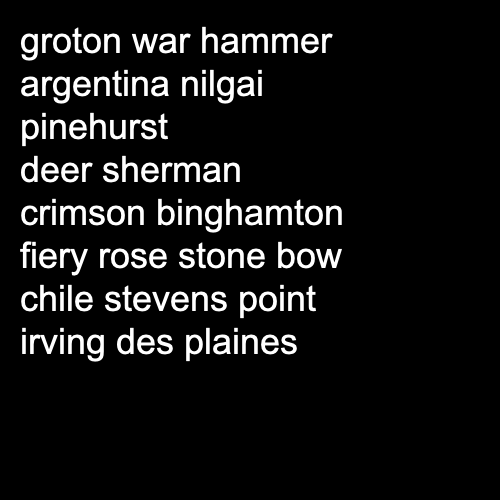 groton war hammer
argentina nilgai
pinehurst
deer sherman
crimson binghamton
fiery rose stone bow
chile stevens point
irving des plaines